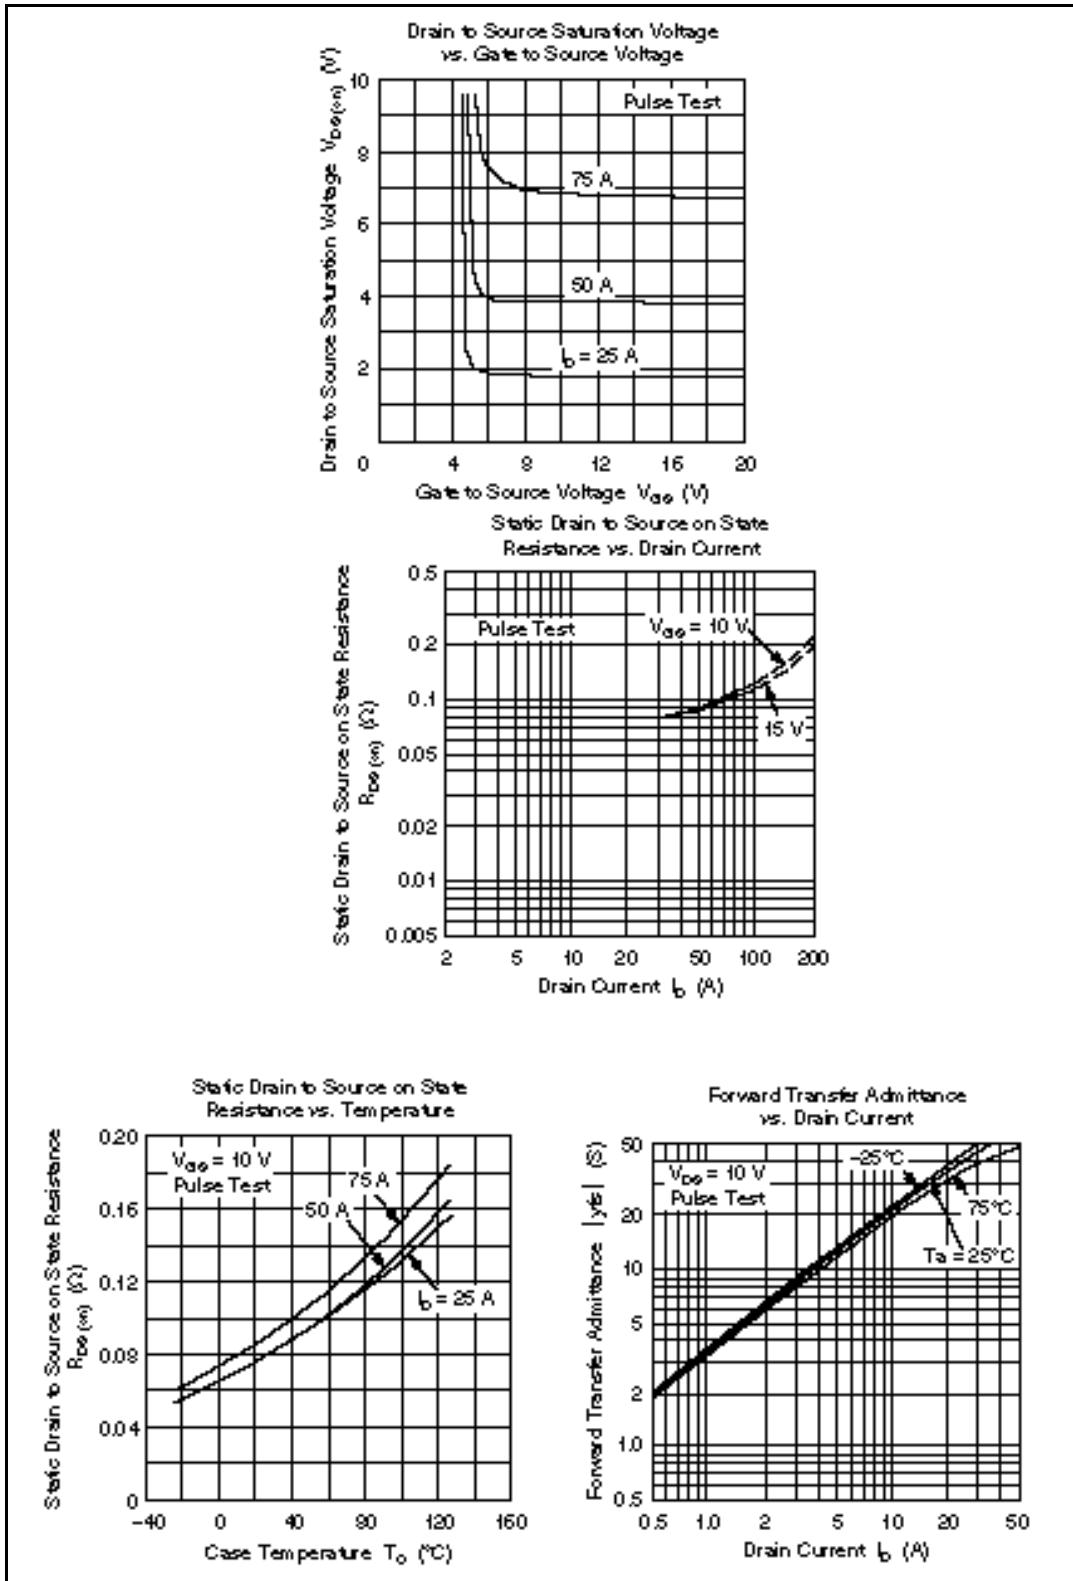 Drain to Source Saturation Voltage
vs. Gate to Source Voltage
Drain to Source Saturation Voltage V_DS(on) (V)
10
8
6
4
2
0
Pulse Test
75 A
50 A
I_D = 25 A
4
8
12
16
20
Gate to Source Voltage V_GS (V)
Static Drain to Source on State
Resistance vs. Drain Current
Static Drain to Source on State Resistance
R_DS(on) (Ω)
0.5
0.2
0.1
0.05
0.02
0.01
0.005
Pulse Test
V_GS = 10 V
15 V
2
5
10
20
50
100
200
Drain Current I_D (A)
Static Drain to Source on State
Resistance vs. Temperature
Static Drain to Source on State Resistance
R_DS(on) (Ω)
0.20
0.16
0.12
0.08
0.04
0
V_GS = 10 V
Pulse Test
75 A
50 A
I_D = 25 A
-40
0
40
80
120
160
Case Temperature T_C (°C)
Forward Transfer Admittance
vs. Drain Current
Forward Transfer Admittance |yfs| (S)
50
20
10
5
2
1.0
0.5
V_DS = 10 V
Pulse Test
-25°C
75°C
Ta = 25°C
0.5
1.0
2
5
10
20
50
Drain Current I_D (A)